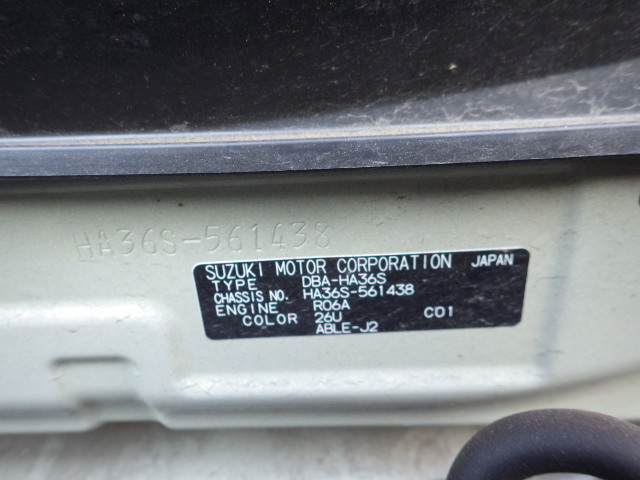 HA36S-561438
SUZUKI MOTOR CORPORATION JAPAN
TYPE DBA-HA36S
CHASSIS NO. HA36S-561438
ENGINE R06A
COLOR 26U C01
ABLE-J2